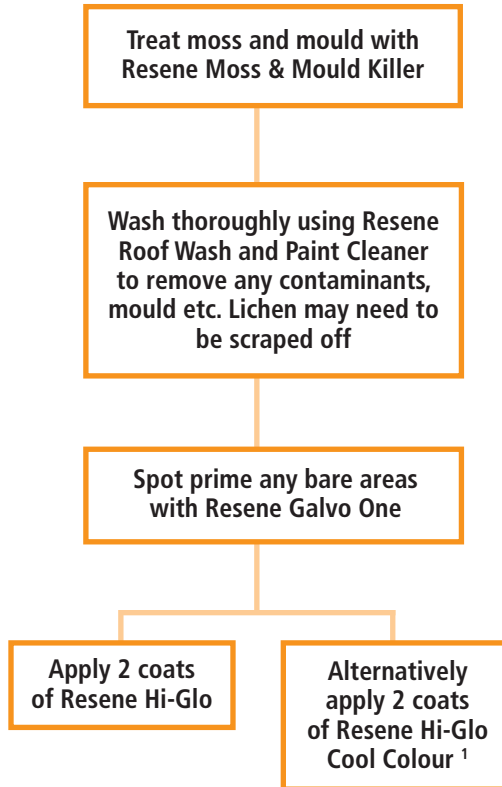 Treat moss and mould with
Resene Moss & Mould Killer
Wash thoroughly using Resene
Roof Wash and Paint Cleaner
to remove any contaminants,
mould etc. Lichen may need to
be scraped off
Spot prime any bare areas
with Resene Galvo One
Apply 2 coats
of Resene Hi-Glo
Alternatively
apply 2 coats
of Resene Hi-Glo
Cool Colour 1